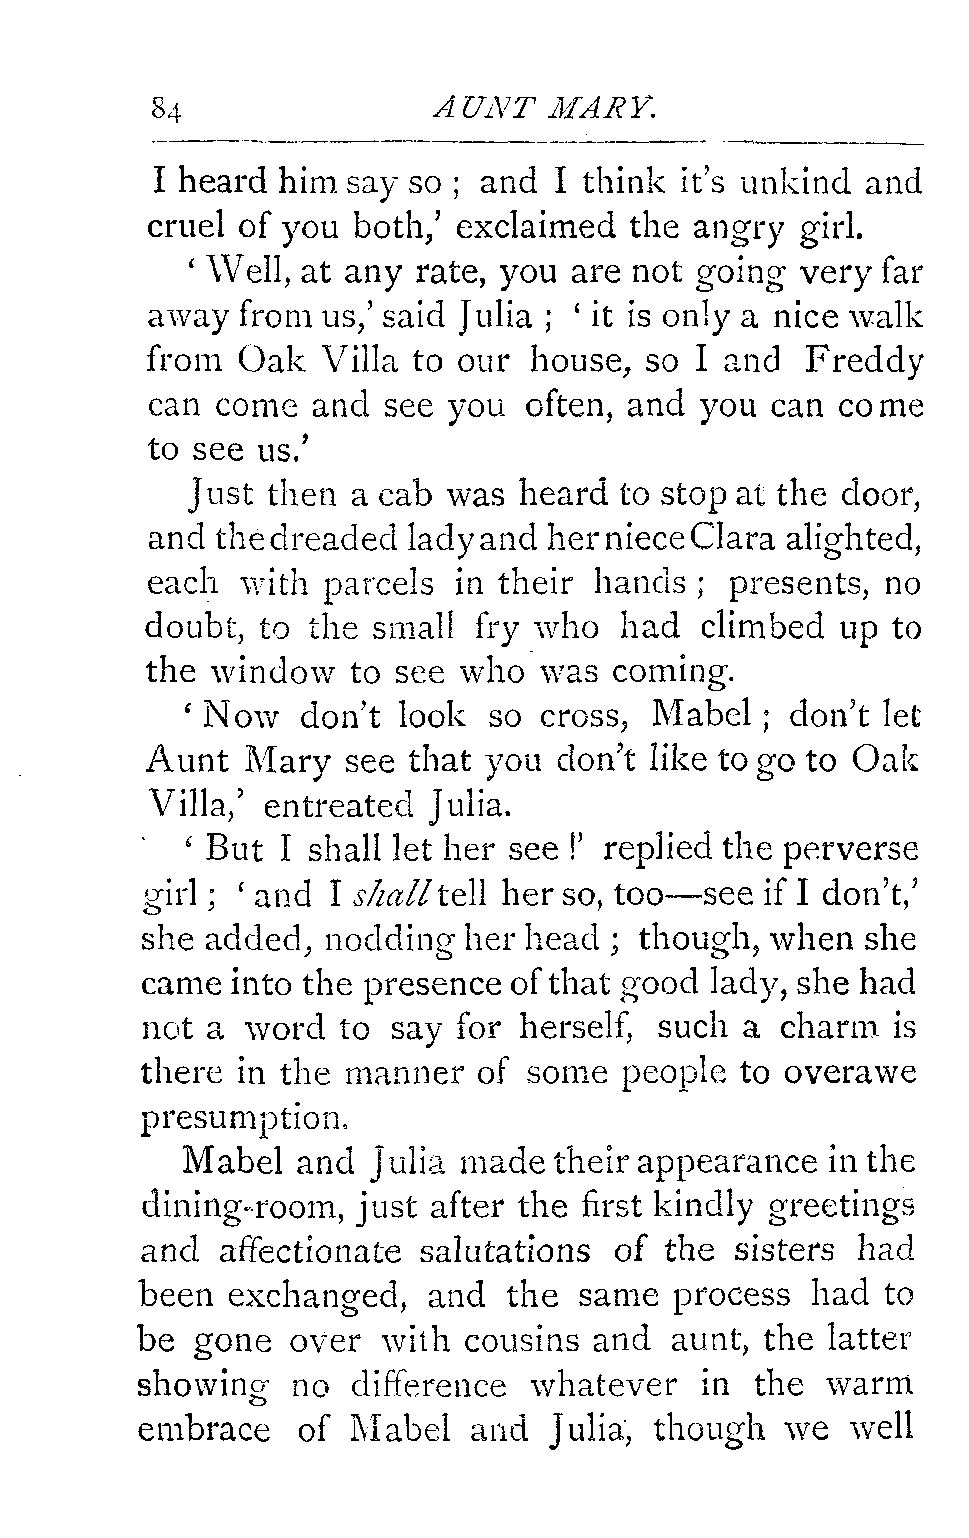 84 AUNT MARY.
I heard him say so ; and I think it's unkind and
cruel of you both,' exclaimed the angry girl.
‘ Well, at any rate, you are not going very far
away from us,’ said Julia ; ‘ it is only a nice walk
from Oak Villa to our house, so I and Freddy
can come and see you often, and you can come
to see us.’
Just then a cab was heard to stop at the door,
and the dreaded lady and her niece Clara alighted,
each with parcels in their hands ; presents, no
doubt, to the small fry who had climbed up to
the window to see who was coming.
‘ Now don't look so cross, Mabel ; don't let
Aunt Mary see that you don't like to go to Oak
Villa,’ entreated Julia.
‘ But I shall let her see !’ replied the perverse
girl ; ‘ and I shall tell her so, too—see if I don't,’
she added, nodding her head ; though, when she
came into the presence of that good lady, she had
not a word to say for herself, such a charm is
there in the manner of some people to overawe
presumption.
Mabel and Julia made their appearance in the
dining-room, just after the first kindly greetings
and affectionate salutations of the sisters had
been exchanged, and the same process had to
be gone over with cousins and aunt, the latter
showing no difference whatever in the warm
embrace of Mabel and Julia, though we well